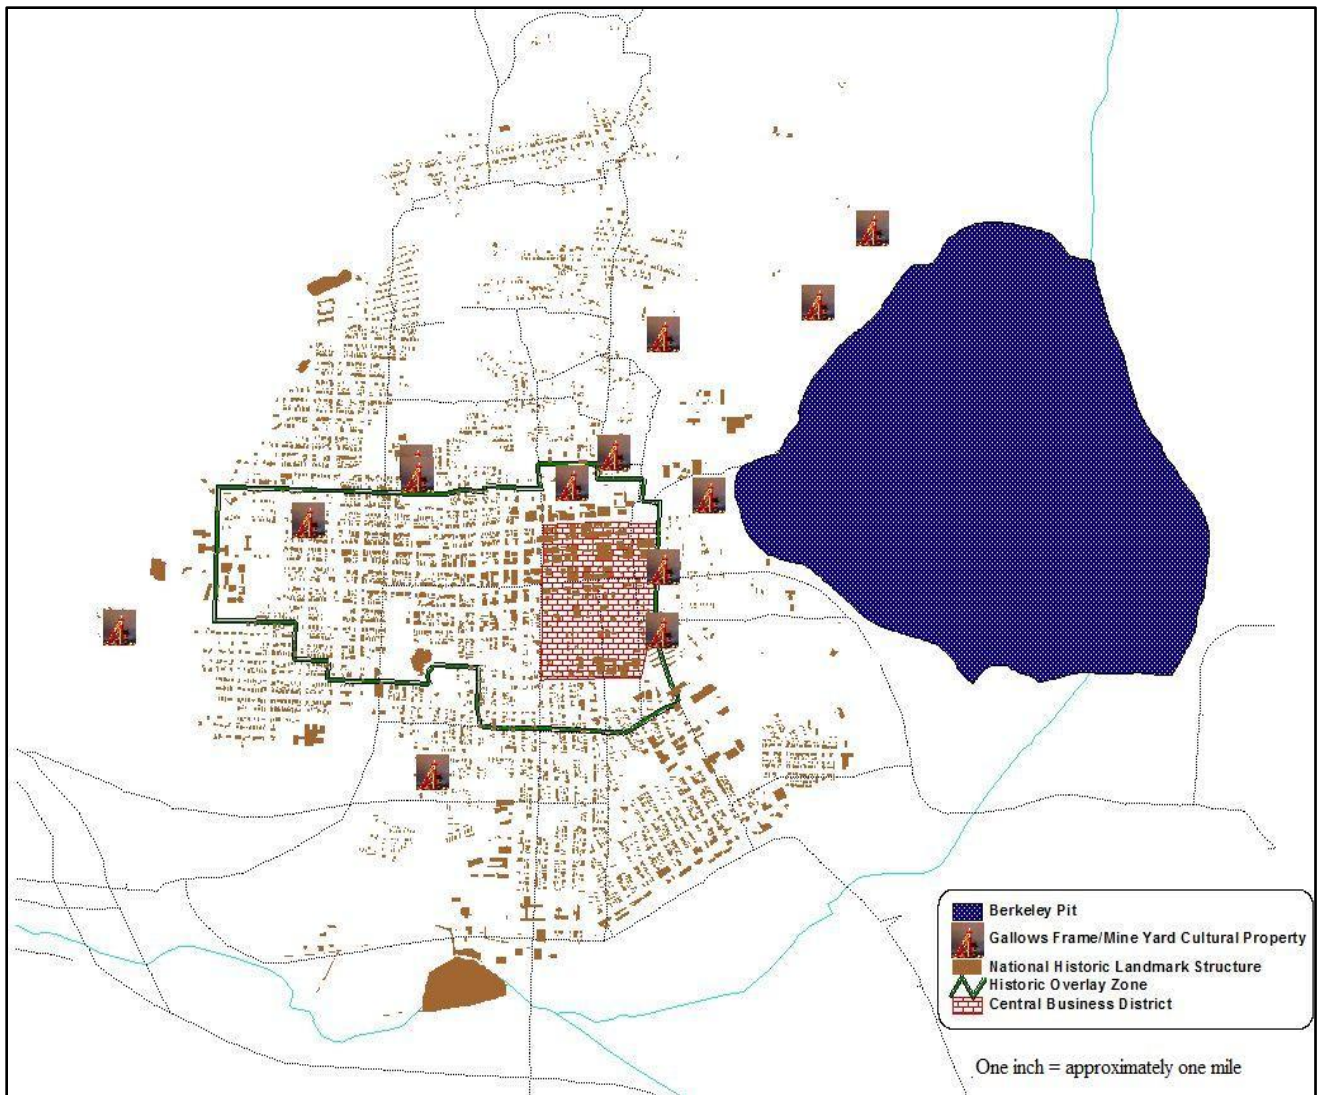 Berkeley Pit
Gallows Frame/Mine Yard Cultural Property
National Historic Landmark Structure
Historic Overlay Zone
Central Business District
One inch = approximately one mile